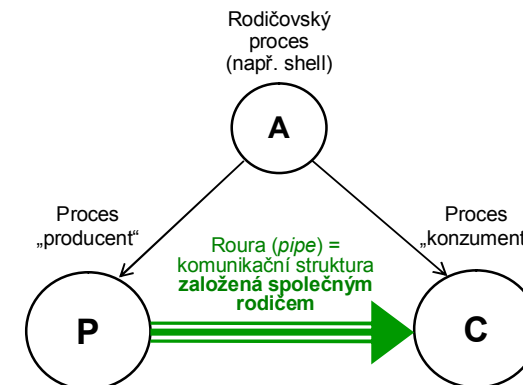 Rodičovský
proces
(např. shell)
A
Proces
„producent“
Proces
„konzument
Roura (pipe) =
komunikační struktura
založená společným
rodičem
P
C